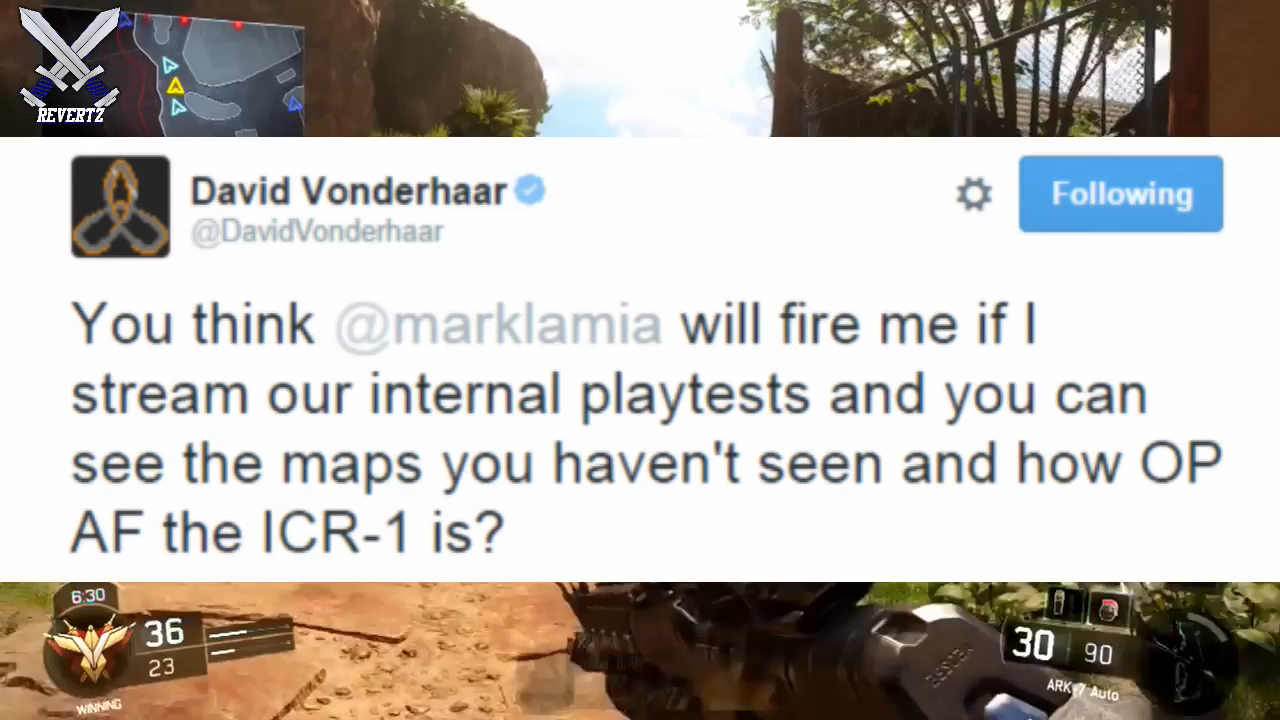 REVERTZ
David Vonderhaar
@DavidVonderhaar
Following
You think @marklamia will fire me if I
stream our internal playtests and you can
see the maps you haven't seen and how OP
AF the ICR-1 is?
6:30
36
23
WINNING
30 90
ARK-7 Auto